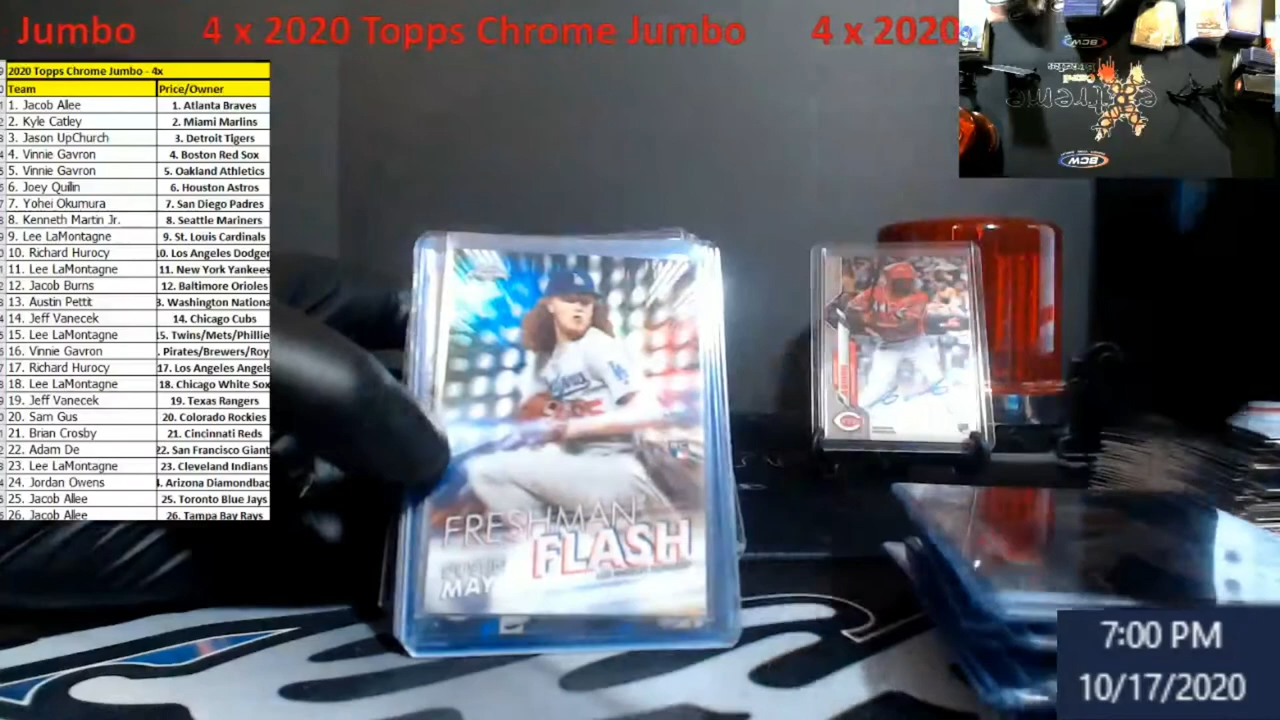 Jumbo 4 x 2020 Topps Chrome Jumbo 4 x 2020
2020 Topps Chrome Jumbo - 4x
Team Price/Owner
1. Jacob Allee 1. Atlanta Braves
2. Kyle Catley 2. Miami Marlins
3. Jason UpChurch 3. Detroit Tigers
4. Vinnie Gavron 4. Boston Red Sox
5. Vinnie Gavron 5. Oakland Athletics
6. Joey Quilin 6. Houston Astros
7. Yohei Okumura 7. San Diego Padres
8. Kenneth Martin Jr. 8. Seattle Mariners
9. Lee LaMontagne 9. St. Louis Cardinals
10. Richard Hurocy 10. Los Angeles Dodger
11. Lee LaMontagne 11. New York Yankees
12. Jacob Burns 12. Baltimore Orioles
13. Austin Pettit 3. Washington Nationa
14. Jeff Vanecek 14. Chicago Cubs
15. Lee LaMontagne 15. Twins/Mets/Phillie
16. Vinnie Gavron . Pirates/Brewers/Roy
17. Richard Hurocy 17. Los Angeles Angels
18. Lee LaMontagne 18. Chicago White Sox
19. Jeff Vanecek 19. Texas Rangers
20. Sam Gus 20. Colorado Rockies
21. Brian Crosby 21. Cincinnati Reds
22. Adam De 22. San Francisco Giant
23. Lee LaMontagne 23. Cleveland Indians
24. Jordan Owens . Arizona Diamondbac
25. Jacob Allee 25. Toronto Blue Jays
26. Jacob Allee 26. Tampa Bay Rays
BCW
extreme
BCW
LA
FRESHMAN
FLASH
MAY
7:00 PM
10/17/2020